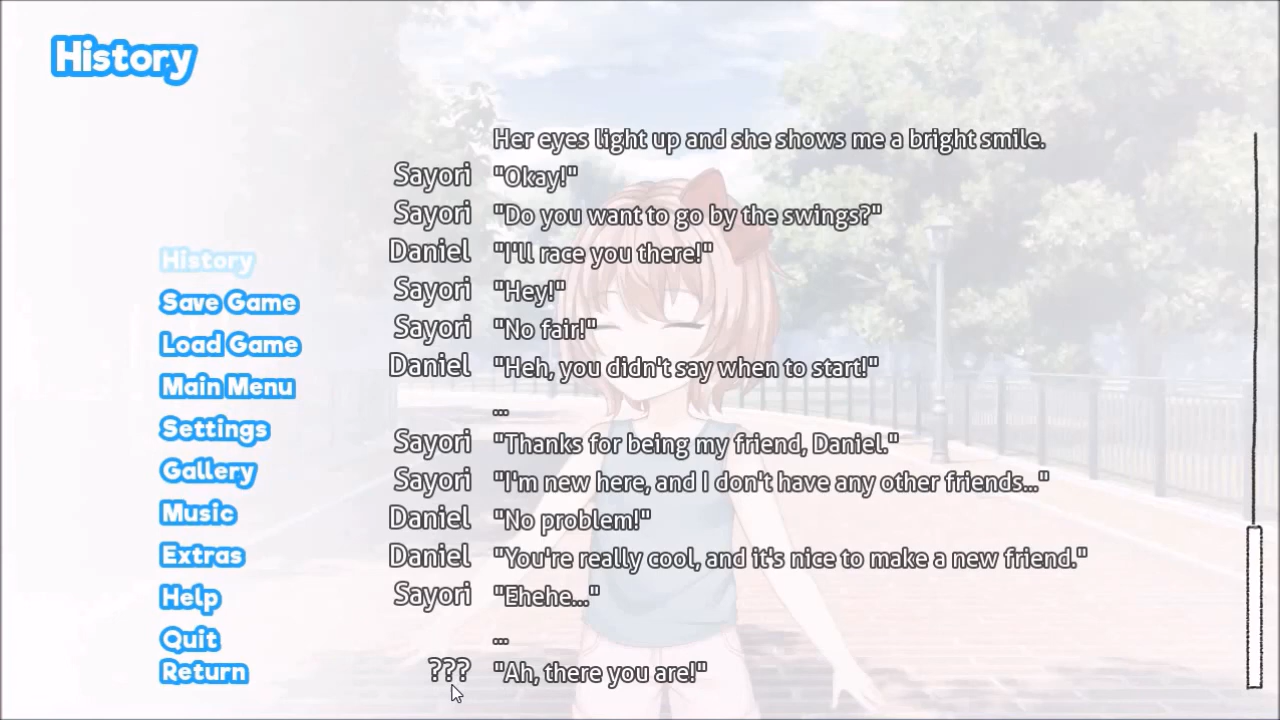 History
Her eyes light up and she shows me a bright smile.
Sayori "Okay!"
Sayori "Do you want to go by the swings?"
Daniel "I'll race you there!"
Sayori "Hey!"
Sayori "No fair!"
Daniel "Heh, you didn't say when to start!"
...
Sayori "Thanks for being my friend, Daniel."
Sayori "I'm new here, and I don't have any other friends..."
Daniel "No problem!"
Daniel "You're really cool, and it's nice to make a new friend."
Sayori "Ehehe..."
...
??? "Ah, there you are!"
History
Save Game
Load Game
Main Menu
Settings
Gallery
Music
Extras
Help
Quit
Return